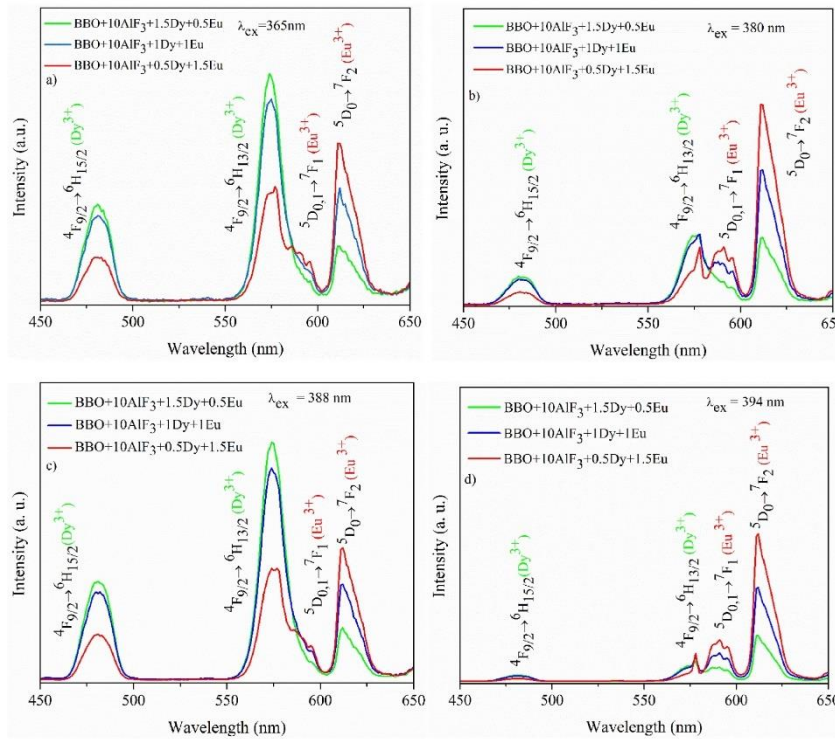 BBO+10AlF₃+1.5Dy+0.5Eu
BBO+10AlF₃+1Dy+1Eu
BBO+10AlF₃+0.5Dy+1.5Eu
λex=365nm
a)
⁴F9/2→⁶H15/2 (Dy³⁺)
⁴F9/2→⁶H13/2 (Dy³⁺)
⁵D0,1→⁷F1 (Eu³⁺)
⁵D0→⁷F2 (Eu³⁺)
Intensity (a.u.)
450 500 550 600 650
Wavelength (nm)
BBO+10AlF₃+1.5Dy+0.5Eu
BBO+10AlF₃+1Dy+1Eu
BBO+10AlF₃+0.5Dy+1.5Eu
λex = 380 nm
b)
⁴F9/2→⁶H15/2 (Dy³⁺)
⁴F9/2→⁶H13/2 (Dy³⁺)
⁵D0,1→⁷F1 (Eu³⁺)
⁵D0→⁷F2 (Eu³⁺)
Intensity (a. u.)
450 500 550 600 650
Wavelength (nm)
BBO+10AlF₃+1.5Dy+0.5Eu
BBO+10AlF₃+1Dy+1Eu
BBO+10AlF₃+0.5Dy+1.5Eu
λex = 388 nm
c)
⁴F9/2→⁶H15/2 (Dy³⁺)
⁴F9/2→⁶H13/2 (Dy³⁺)
⁵D0,1→⁷F1 (Eu³⁺)
⁵D0→⁷F2 (Eu³⁺)
Intensity (a. u.)
450 500 550 600 650
Wavelength (nm)
BBO+10AlF₃+1.5Dy+0.5Eu
BBO+10AlF₃+1Dy+1Eu
BBO+10AlF₃+0.5Dy+1.5Eu
λex = 394 nm
d)
⁴F9/2→⁶H15/2 (Dy³⁺)
⁴F9/2→⁶H13/2 (Dy³⁺)
⁵D0,1→⁷F1 (Eu³⁺)
⁵D0→⁷F2 (Eu³⁺)
Intensity (a. u.)
450 500 550 600 650
Wavelength (nm)